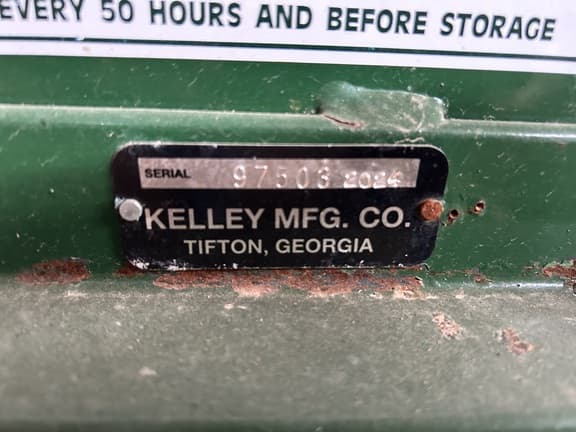 EVERY 50 HOURS AND BEFORE STORAGE
SERIAL 97503 2024
KELLEY MFG. CO.
TIFTON, GEORGIA